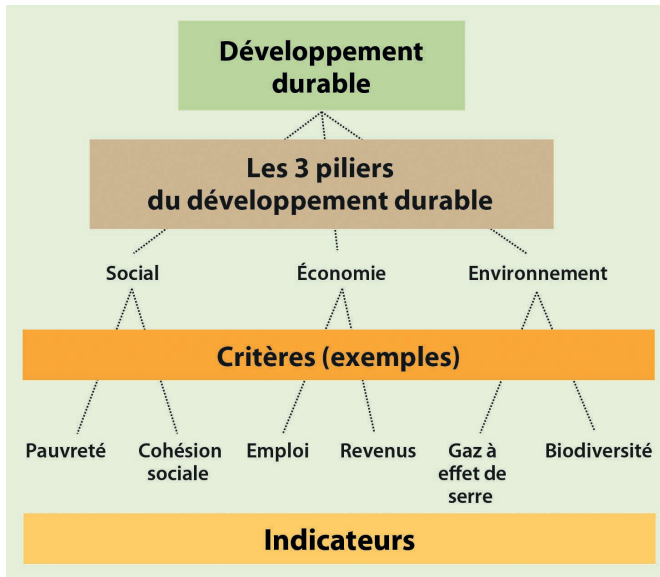 Développement
durable
Les 3 piliers
du développement durable
Social
Économie
Environnement
Critères (exemples)
Pauvreté
Cohésion
sociale
Emploi
Revenus
Gaz à
effet de
serre
Biodiversité
Indicateurs